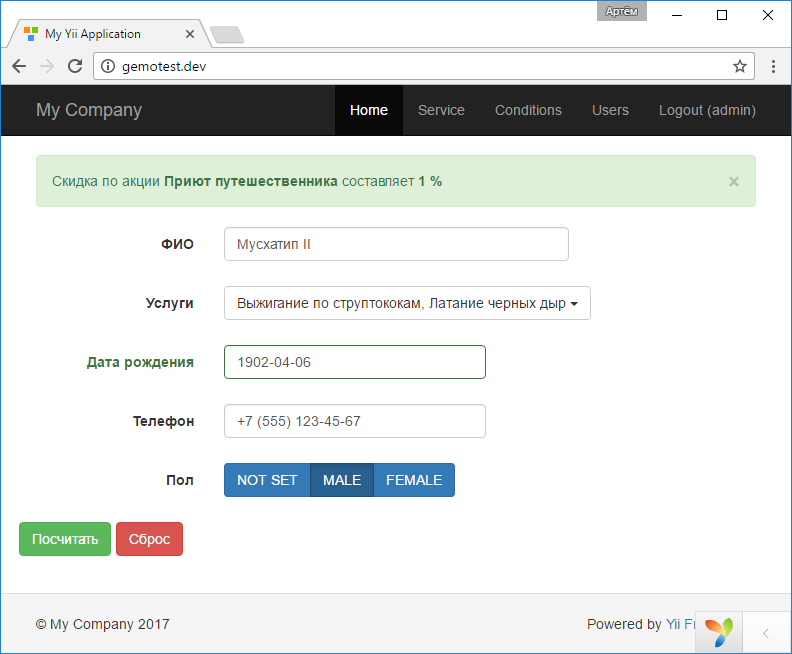 Артём
My Yii Application
gemotest.dev
My Company Home Service Conditions Users Logout (admin)
Скидка по акции Приют путешественника составляет 1 % ×
ФИО Мусхатип II
Услуги Выжигание по струптококам, Латание черных дыр
Дата рождения 1902-04-06
Телефон +7 (555) 123-45-67
Пол NOT SET MALE FEMALE
Посчитать Сброс
© My Company 2017 Powered by Yii